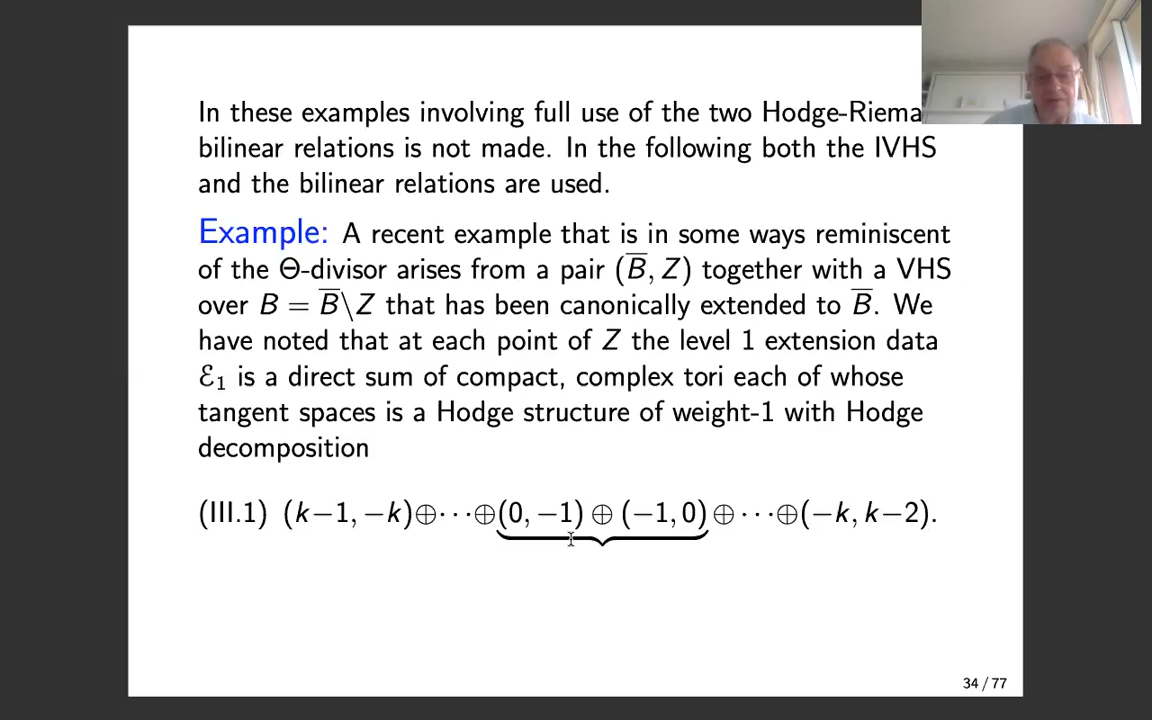 In these examples involving full use of the two Hodge-Riema
bilinear relations is not made. In the following both the IVHS
and the bilinear relations are used.
Example: A recent example that is in some ways reminiscent
of the Θ-divisor arises from a pair (B̅, Z) together with a VHS
over B = B̅\Z that has been canonically extended to B̅. We
have noted that at each point of Z the level 1 extension data
ℰ₁ is a direct sum of compact, complex tori each of whose
tangent spaces is a Hodge structure of weight-1 with Hodge
decomposition
(III.1) (k−1, −k)⊕···⊕(0, −1) ⊕ (−1, 0)⊕···⊕(−k, k−2).
34 / 77